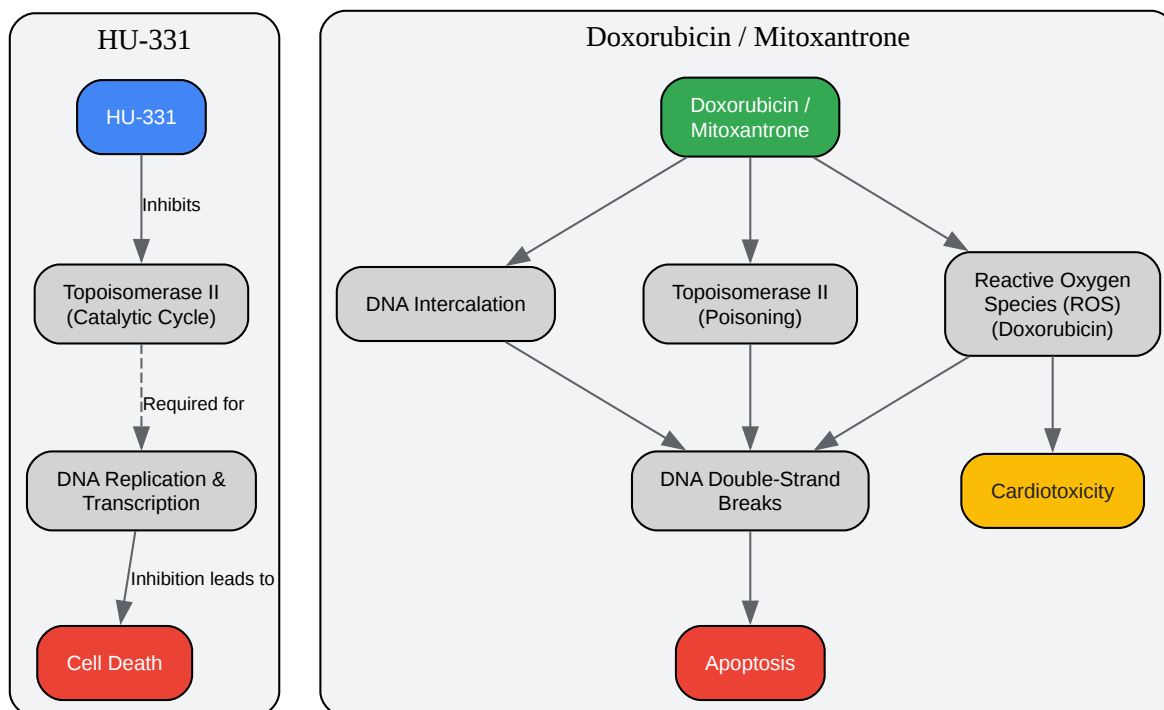 HU-331
HU-331
Inhibits
Topoisomerase II
(Catalytic Cycle)
Required for
DNA Replication &
Transcription
Inhibition leads to
Cell Death
Doxorubicin / Mitoxantrone
Doxorubicin /
Mitoxantrone
DNA Intercalation
Topoisomerase II
(Poisoning)
Reactive Oxygen
Species (ROS)
(Doxorubicin)
DNA Double-Strand
Breaks
Cardiotoxicity
Apoptosis